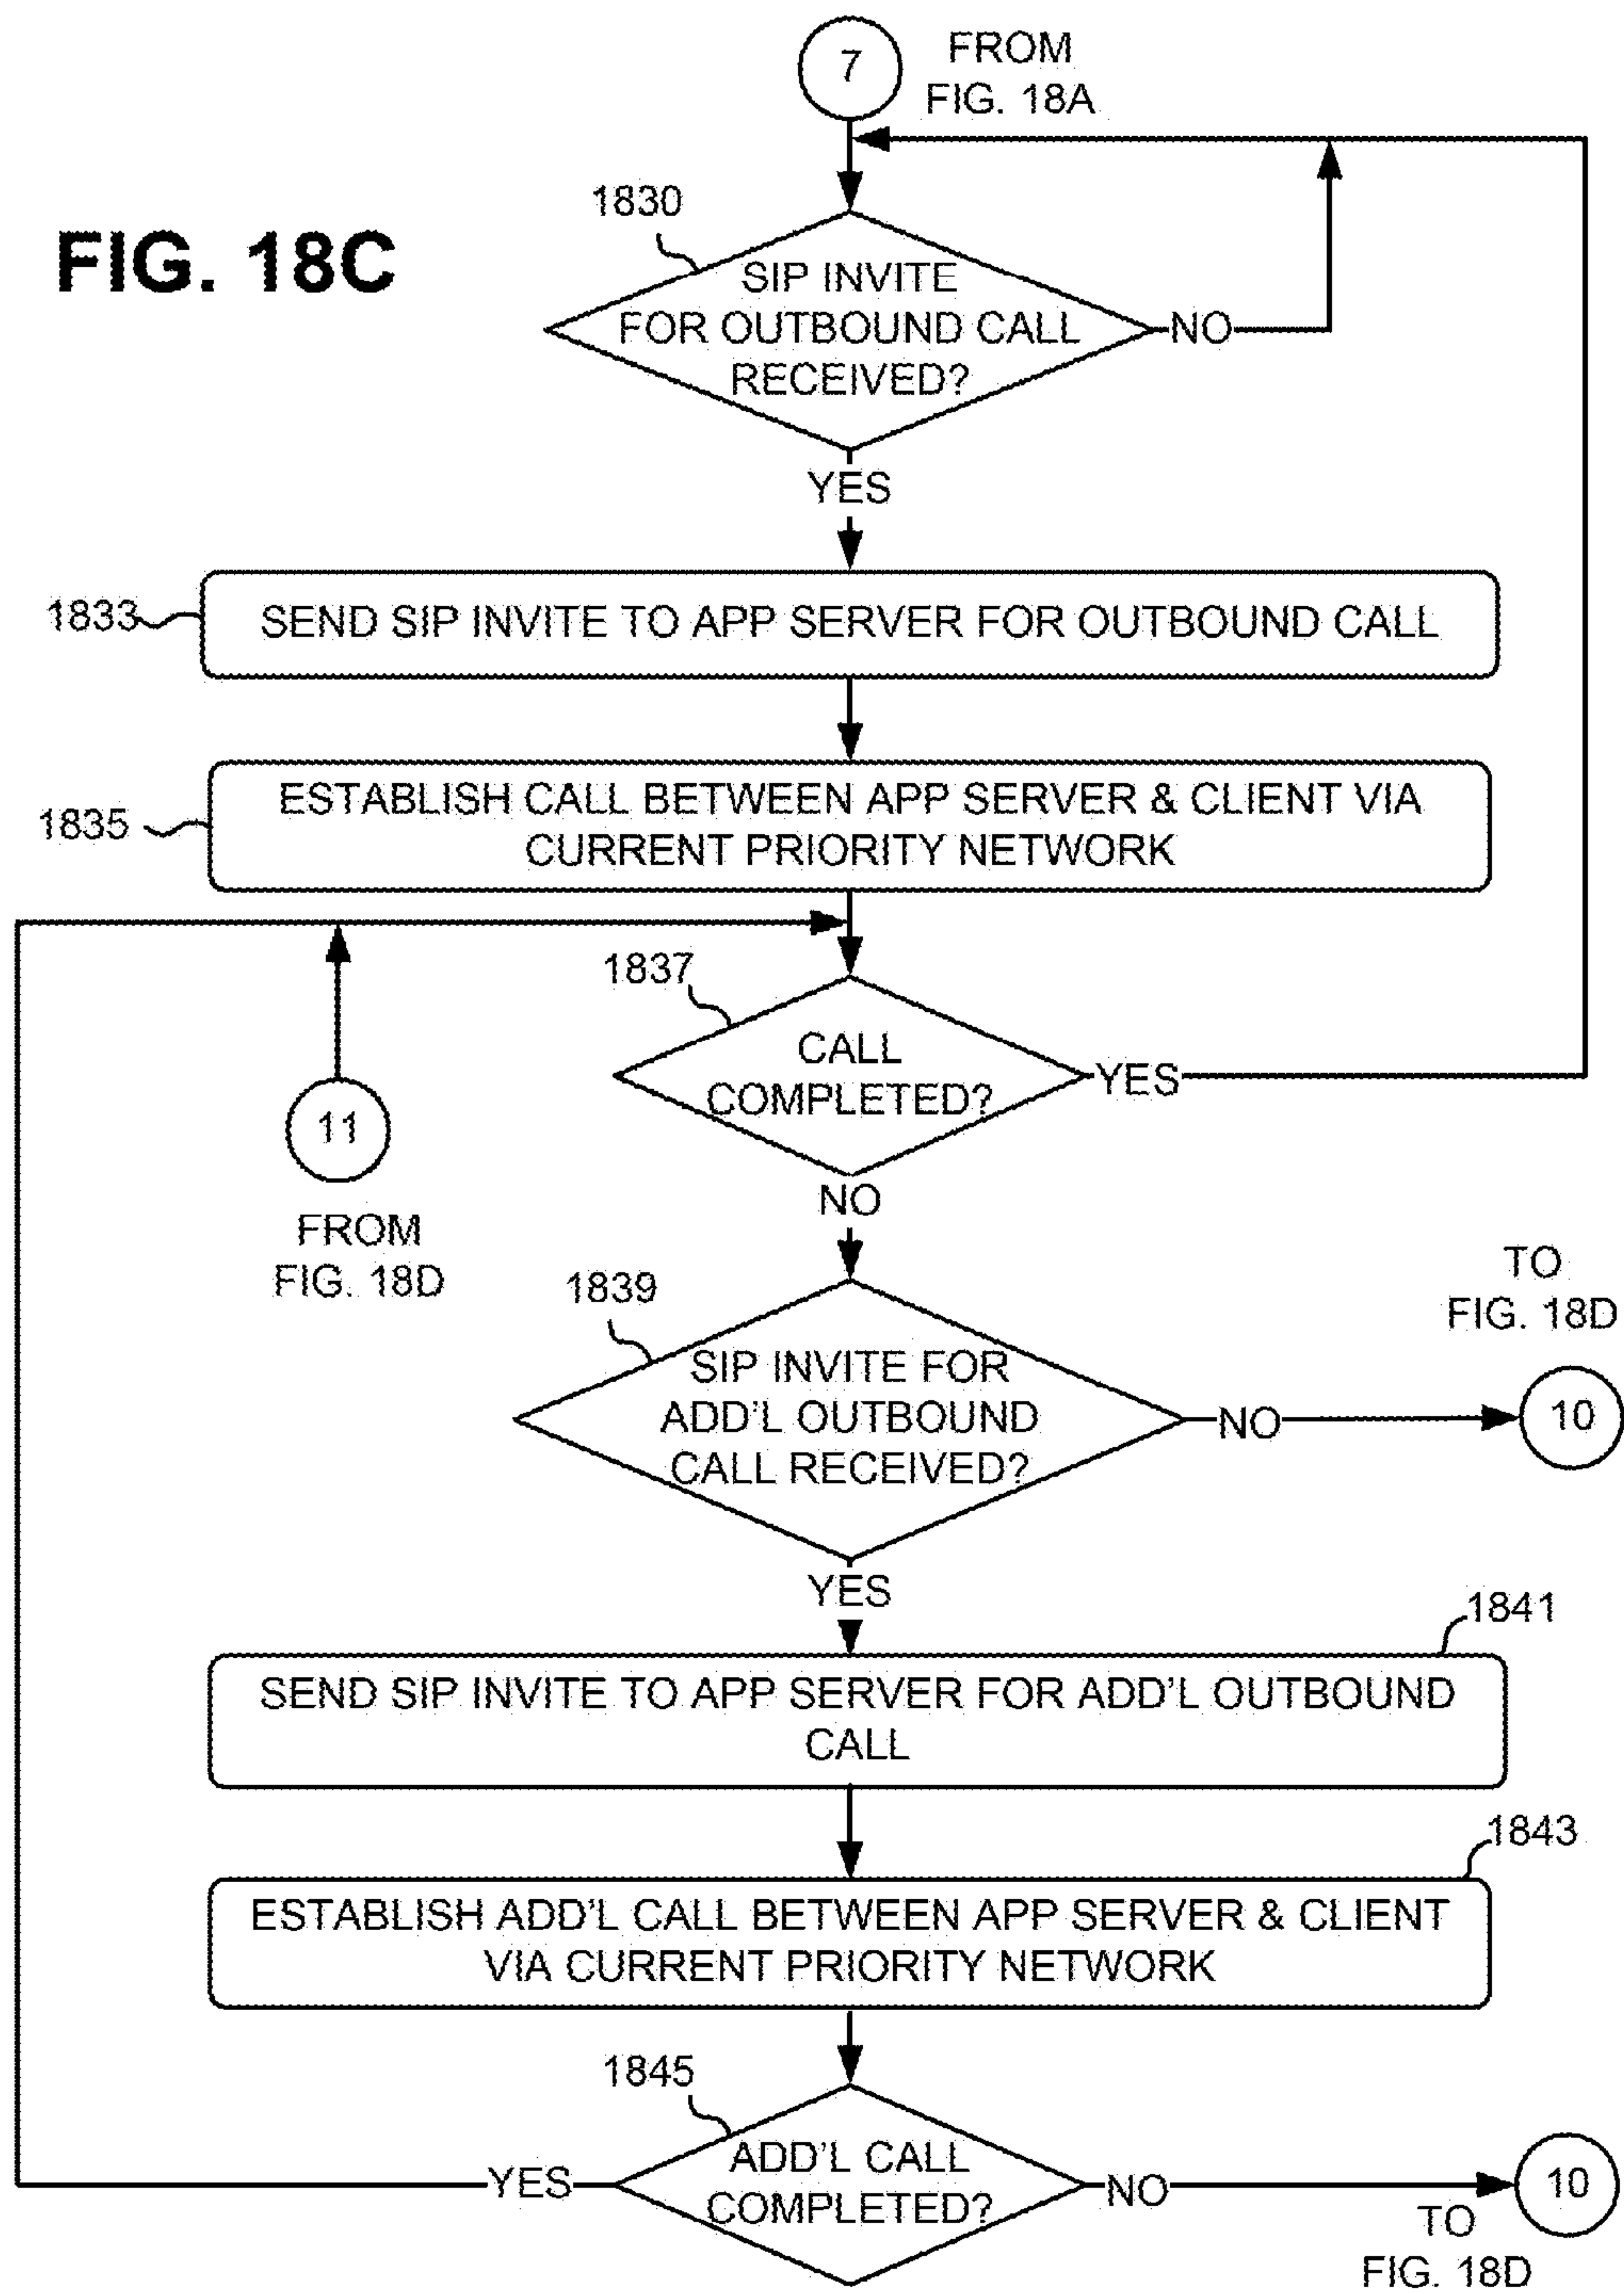 7
FROM
FIG. 18A
1830
FIG. 18C
SIP INVITE
FOR OUTBOUND CALL
RECEIVED?
NO
YES
1833
SEND SIP INVITE TO APP SERVER FOR OUTBOUND CALL
1835
ESTABLISH CALL BETWEEN APP SERVER & CLIENT VIA
CURRENT PRIORITY NETWORK
1837
CALL
COMPLETED?
YES
11
FROM
FIG. 18D
NO
1839
SIP INVITE FOR
ADD'L OUTBOUND
CALL RECEIVED?
NO
TO
FIG. 18D
10
YES
1841
SEND SIP INVITE TO APP SERVER FOR ADD'L OUTBOUND
CALL
1843
ESTABLISH ADD'L CALL BETWEEN APP SERVER & CLIENT
VIA CURRENT PRIORITY NETWORK
1845
ADD'L CALL
COMPLETED?
YES
NO
10
TO
FIG. 18D